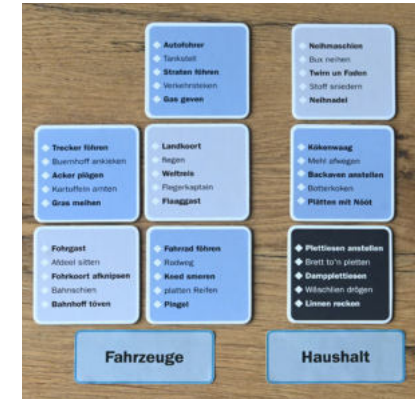 Autofohrer
Tankstell
Straten föhren
Verkehrsteken
Gas geven
Neihmaschien
Bux neihen
Twirn un Faden
Stoff sniedern
Neihnadel
Trecker föhren
Buernhoff ankieken
Acker plögen
Kartuffeln arnten
Gras meihen
Landkoort
flegen
Weltreis
Flegerkaptain
Flaaggast
Kökenwaag
Mehl afwegen
Backaven anstellen
Botterkoken
Plätten mit Nööt
Fohrgast
Afdeel sitten
Fohrkoort afknipsen
Bahnschien
Bahnhoff töven
Fahrrad föhren
Radweg
Keed smeren
platten Reifen
Pingel
Plettiesen anstellen
Brett to'n pletten
Dampplettiesen
Wäschlien drögen
Linnen recken
Fahrzeuge
Haushalt